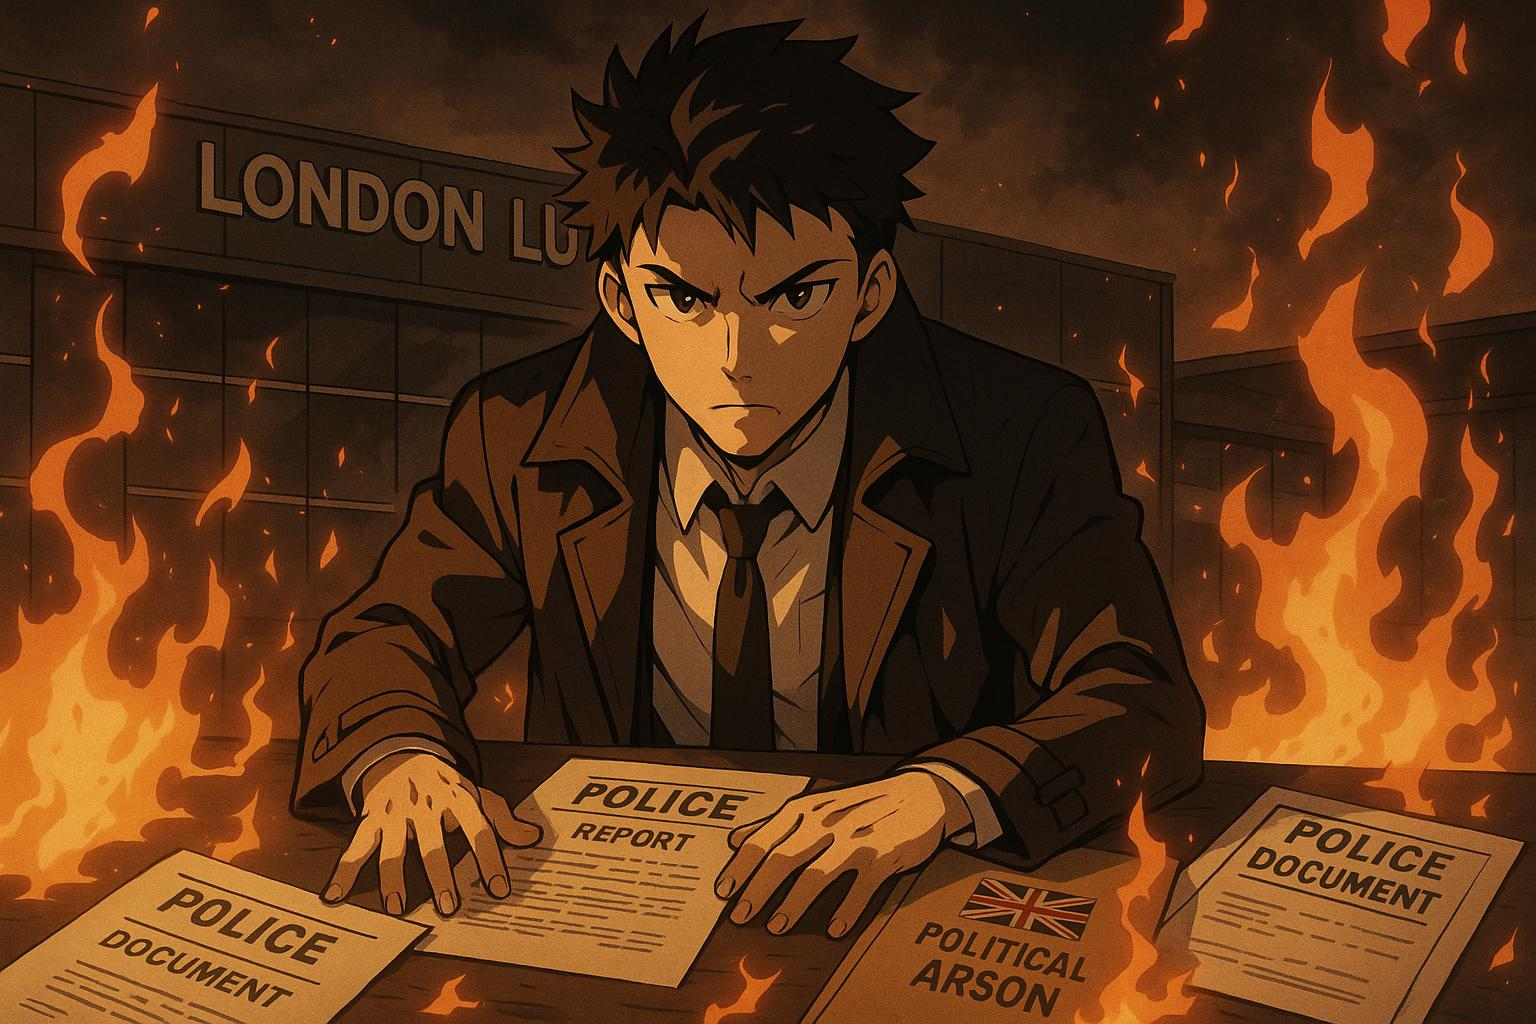 LONDON LU
POLICE
REPORT
POLICE
DOCUMENT
POLITICAL
ARSON
POLICE
DOCUMENT